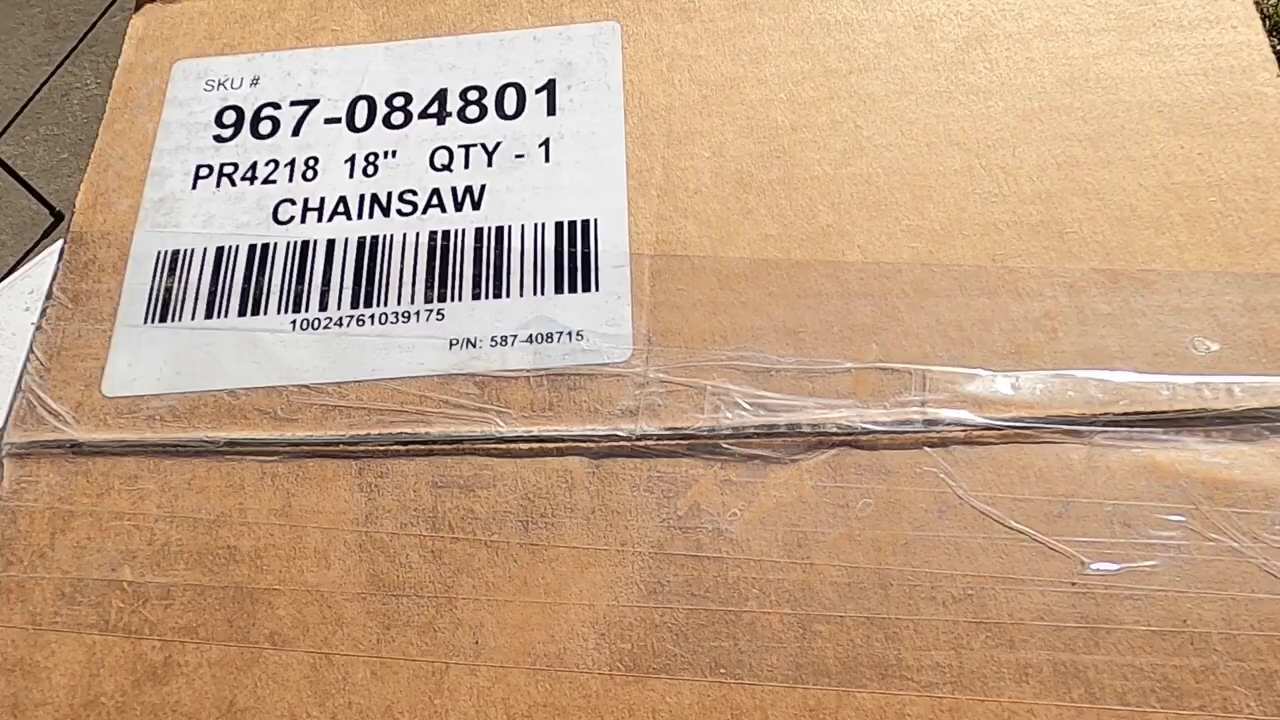 SKU #
967-084801
PR4218 18" QTY - 1
CHAINSAW
10024761039175
P/N: 587-408715